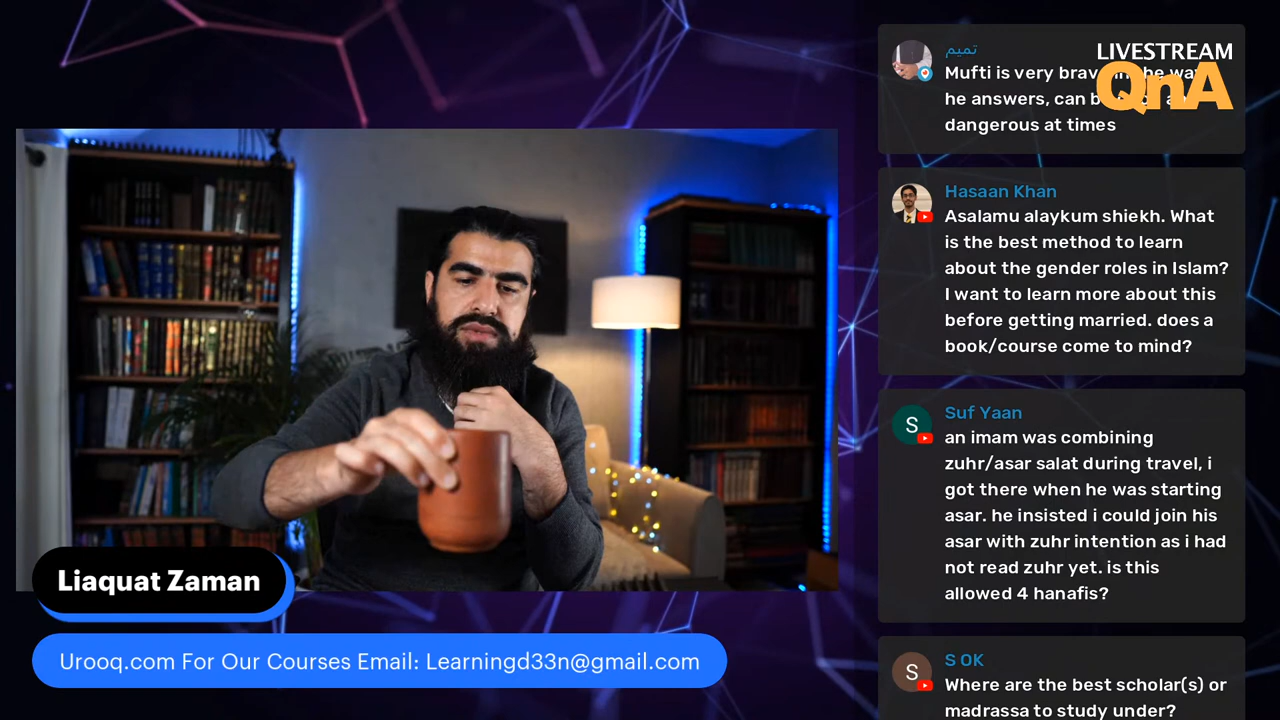 Liaquat Zaman
Urooq.com For Our Courses Email: Learningd33n@gmail.com
LIVESTREAM
QnA
تميم
Mufti is very brave in the way
he answers, can be
dangerous at times
Hasaan Khan
Asalamu alaykum shiekh. What
is the best method to learn
about the gender roles in Islam?
I want to learn more about this
before getting married. does a
book/course come to mind?
S
Suf Yaan
an imam was combining
zuhr/asar salat during travel, i
got there when he was starting
asar. he insisted i could join his
asar with zuhr intention as i had
not read zuhr yet. is this
allowed 4 hanafis?
S
S OK
Where are the best scholar(s) or
madrassa to study under?